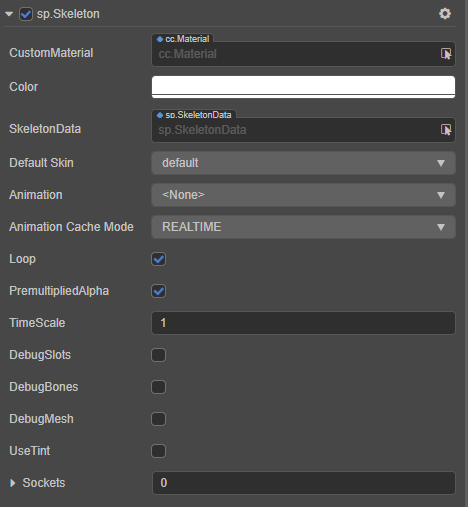 sp.Skeleton
CustomMaterial
cc.Material
cc.Material
Color
SkeletonData
sp.SkeletonData
sp.SkeletonData
Default Skin default
Animation <None>
Animation Cache Mode REALTIME
Loop
PremultipliedAlpha
TimeScale 1
DebugSlots
DebugBones
DebugMesh
UseTint
Sockets 0